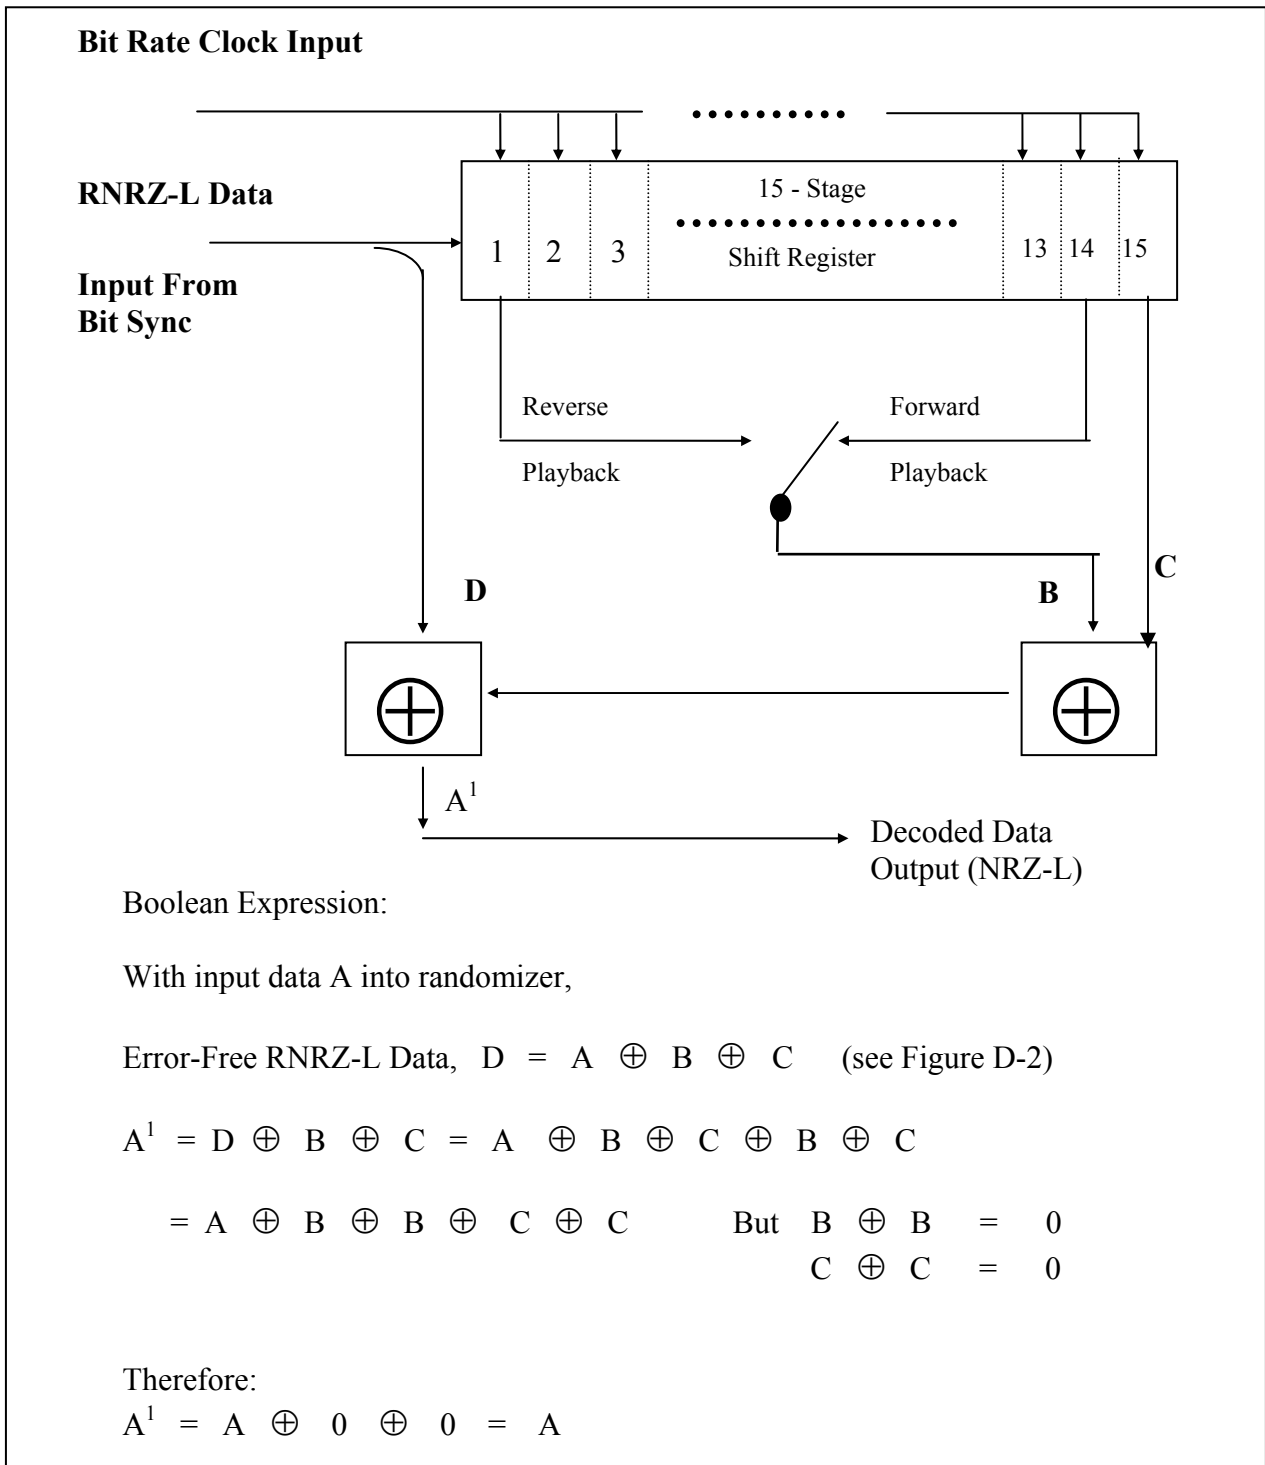 Bit Rate Clock Input
RNRZ-L Data
15 - Stage
1 2 3 Shift Register 13 14 15
Input From
Bit Sync
Reverse Forward
Playback Playback
C
D B
⊕ ⊕
A¹
Decoded Data
Output (NRZ-L)
Boolean Expression:
With input data A into randomizer,
Error-Free RNRZ-L Data, D = A ⊕ B ⊕ C (see Figure D-2)
A¹ = D ⊕ B ⊕ C = A ⊕ B ⊕ C ⊕ B ⊕ C
= A ⊕ B ⊕ B ⊕ C ⊕ C But B ⊕ B = 0
C ⊕ C = 0
Therefore:
A¹ = A ⊕ 0 ⊕ 0 = A